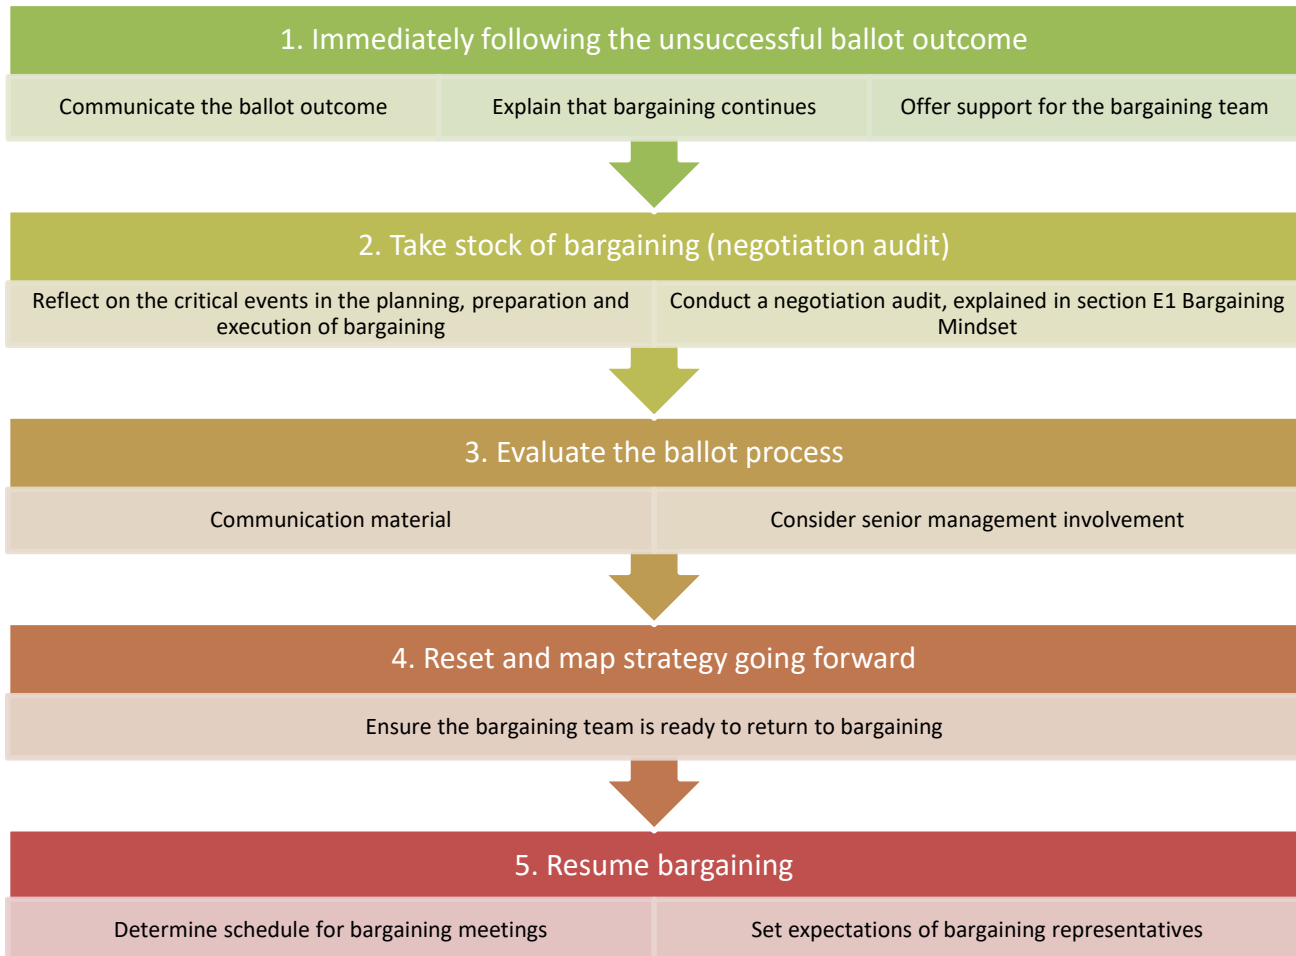 1. Immediately following the unsuccessful ballot outcome
Communicate the ballot outcome
Explain that bargaining continues
Offer support for the bargaining team
2. Take stock of bargaining (negotiation audit)
Reflect on the critical events in the planning, preparation and
execution of bargaining
Conduct a negotiation audit, explained in section E1 Bargaining
Mindset
3. Evaluate the ballot process
Communication material
Consider senior management involvement
4. Reset and map strategy going forward
Ensure the bargaining team is ready to return to bargaining
5. Resume bargaining
Determine schedule for bargaining meetings
Set expectations of bargaining representatives